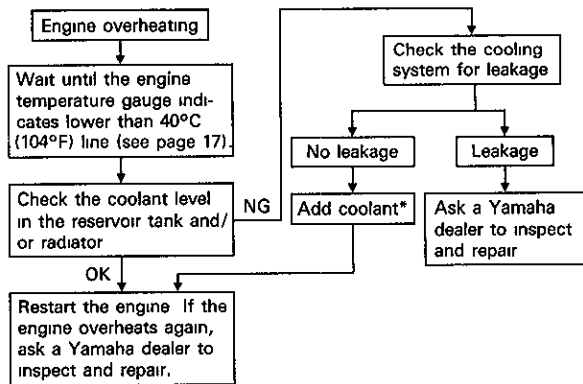 Engine overheating
Wait until the engine
temperature gauge indi-
cates lower than 40°C
(104°F) line (see page 17).
Check the coolant level
in the reservoir tank and/
or radiator
NG
OK
Check the cooling
system for leakage
No leakage
Leakage
Add coolant*
Ask a Yamaha
dealer to inspect
and repair
Restart the engine If the
engine overheats again,
ask a Yamaha dealer to
inspect and repair.